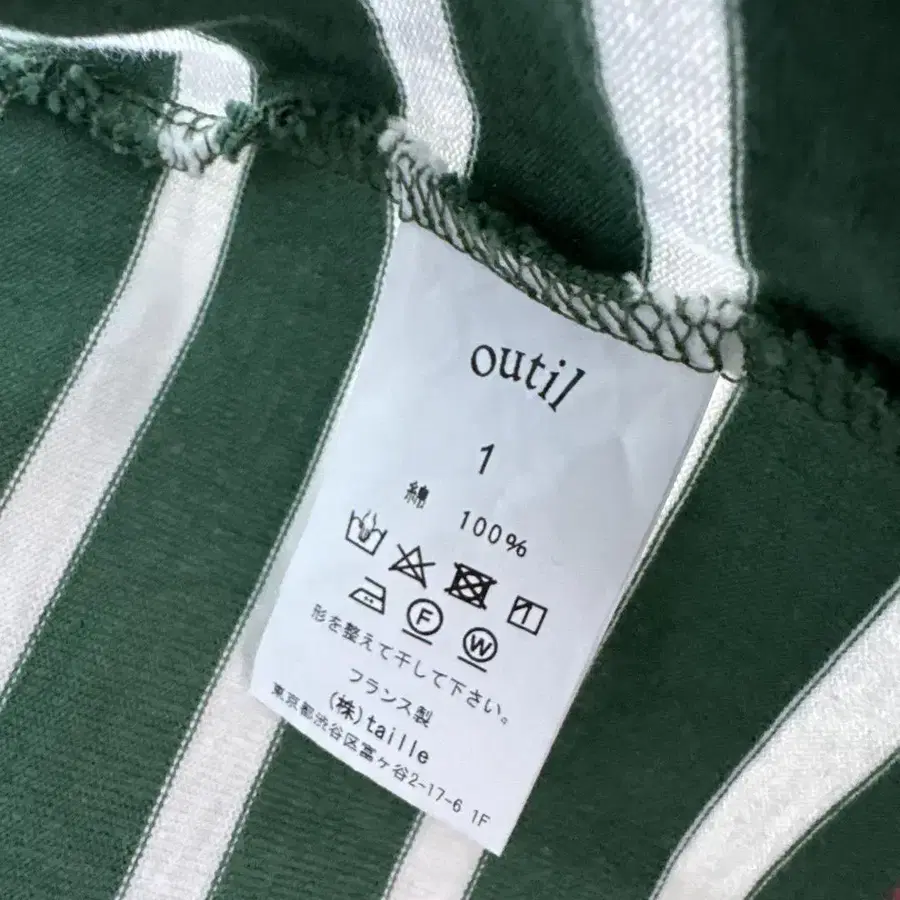 outil
1
綿 100%
F W
形を整えて干して下さい。
フランス製
(株)taille
東京都渋谷区富ヶ谷2-17-6 1F